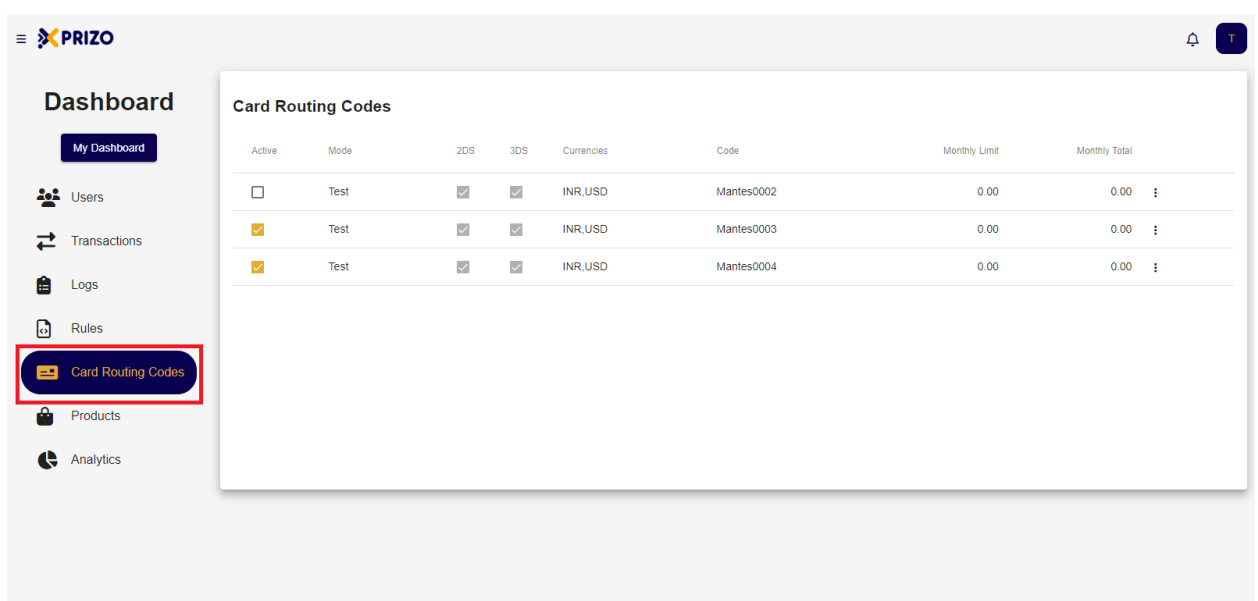 XPRIZO
T
Dashboard
My Dashboard
Users
Transactions
Logs
Rules
Card Routing Codes
Products
Analytics
Card Routing Codes
Active Mode 2DS 3DS Currencies Code Monthly Limit Monthly Total
Test INR,USD Mantes0002 0.00 0.00
Test INR,USD Mantes0003 0.00 0.00
Test INR,USD Mantes0004 0.00 0.00